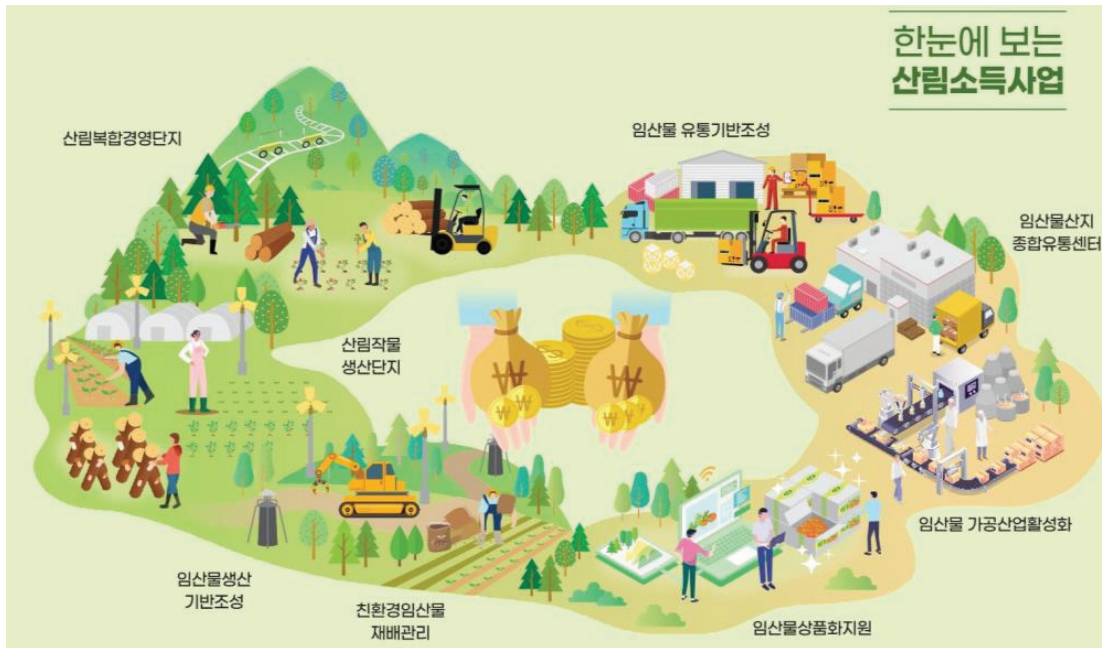 한눈에 보는
산림소득사업
산림복합경영단지
임산물 유통기반조성
임산물산지
종합유통센터
산림작물
생산단지
₩
₩
₩
₩
₩
₩
임산물 가공산업활성화
임산물생산
기반조성
친환경임산물
재배관리
임산물상품화지원